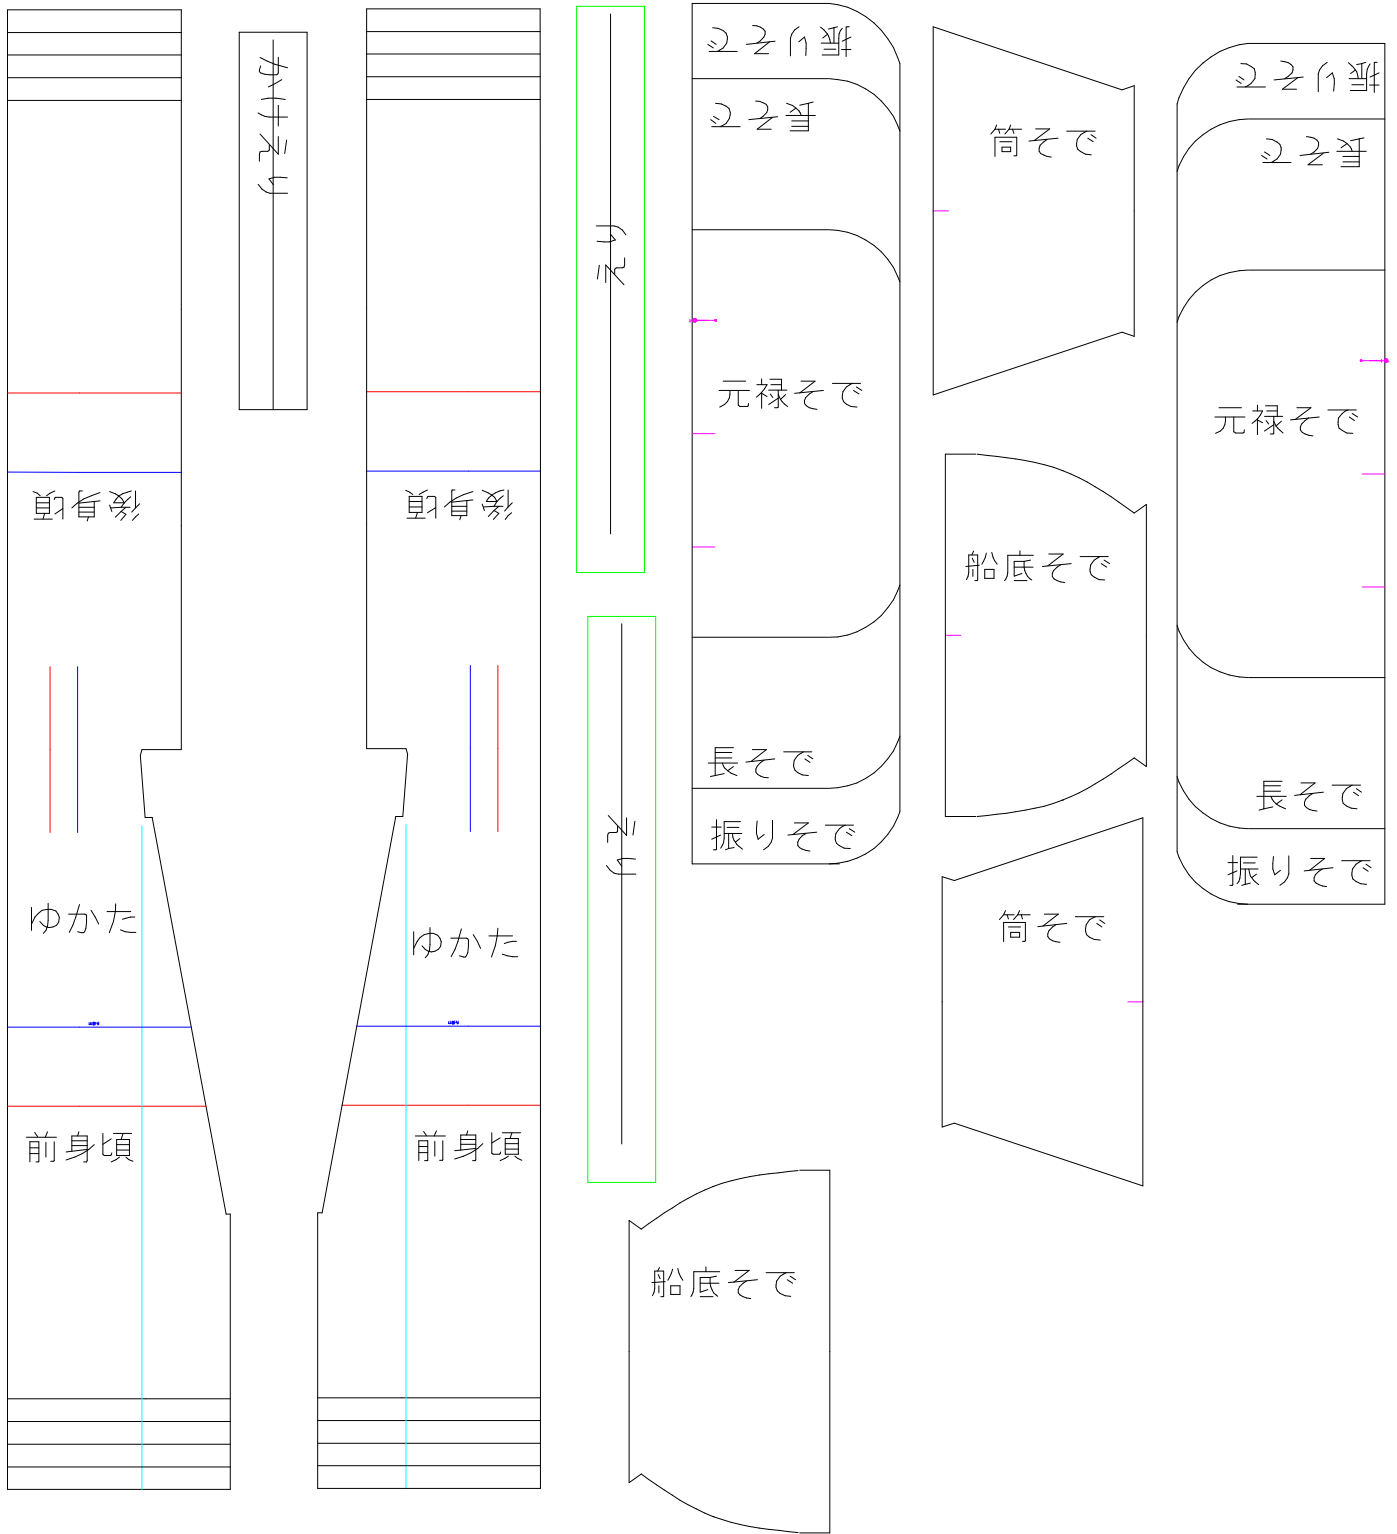 かけえり
後身頃
ゆかた
前身頃
後身頃
ゆかた
前身頃
えり
えり
振りそで
長そで
元禄そで
長そで
振りそで
筒そで
船底そで
筒そで
船底そで
振りそで
長そで
元禄そで
長そで
振りそで